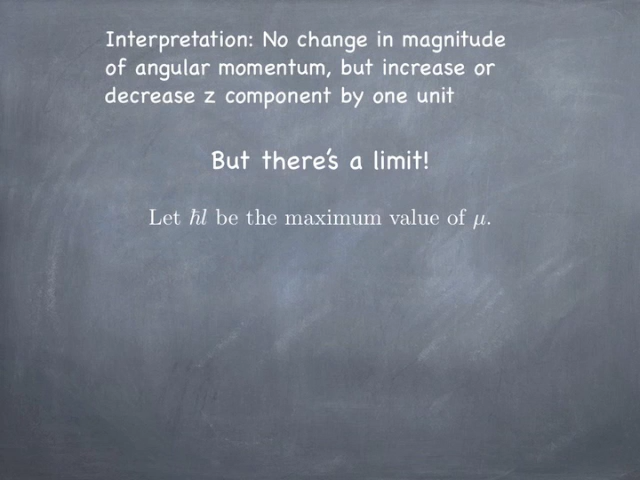 Interpretation: No change in magnitude
of angular momentum, but increase or
decrease z component by one unit
But there's a limit!
Let ℏl be the maximum value of μ.